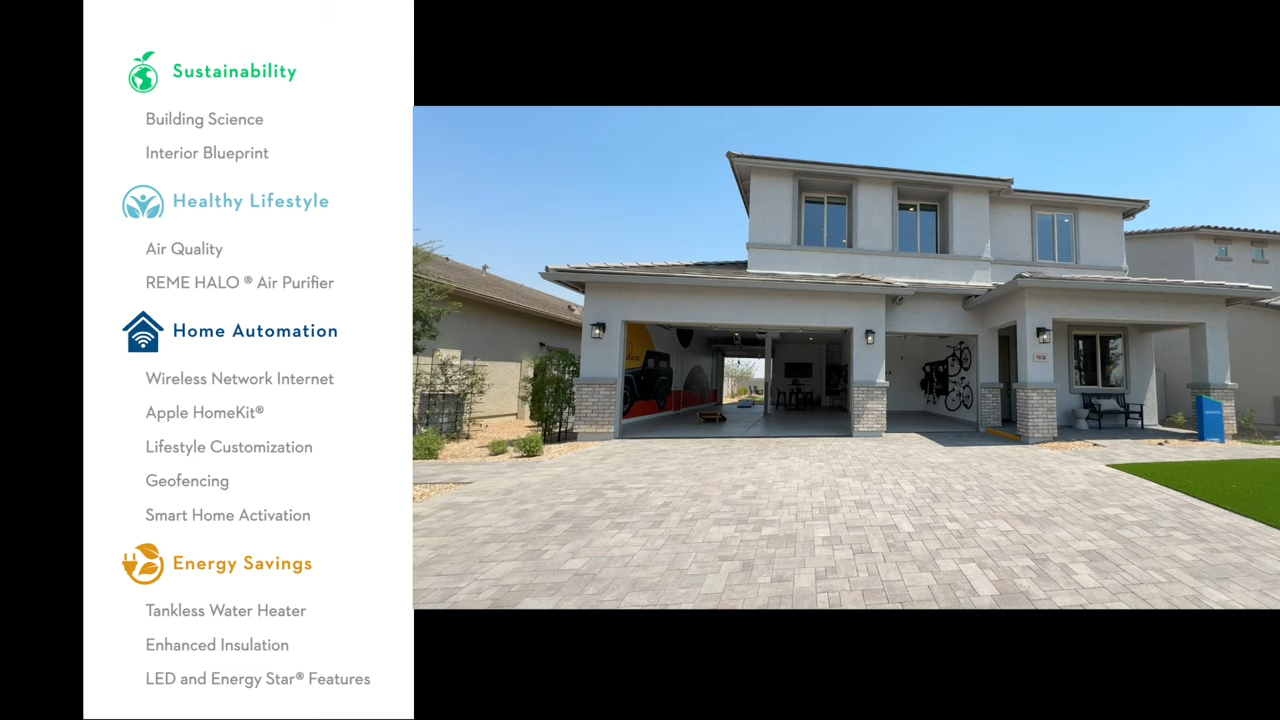 Sustainability
Building Science
Interior Blueprint
Healthy Lifestyle
Air Quality
REME HALO ® Air Purifier
Home Automation
Wireless Network Internet
Apple HomeKit®
Lifestyle Customization
Geofencing
Smart Home Activation
Energy Savings
Tankless Water Heater
Enhanced Insulation
LED and Energy Star® Features